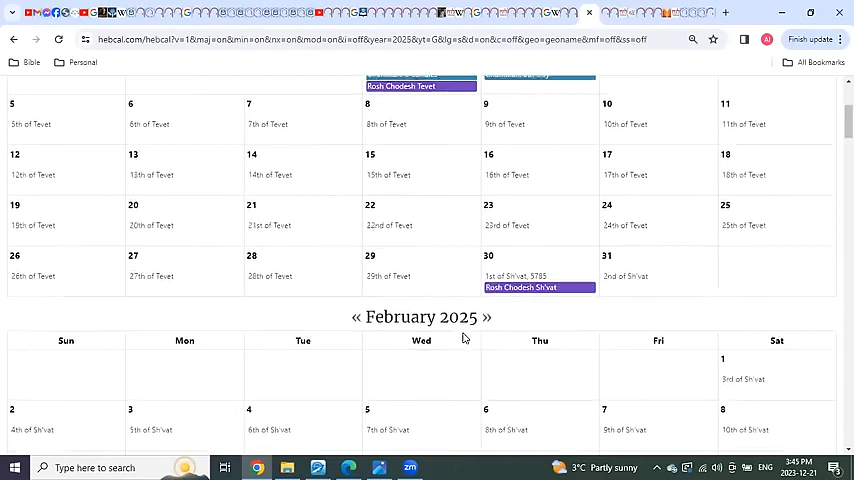 hebcal.com/hebcal?v=1&maj=on&min=on&nx=on&mod=on&i=off&year=2025&yt=G&lg=s&d=on&c=off&geo=geoname&mf=off&ss=off
AI
Finish update
Bible
Personal
All Bookmarks
Rosh Chodesh Tevet
5 6 7 8 9 10 11
5th of Tevet 6th of Tevet 7th of Tevet 8th of Tevet 9th of Tevet 10th of Tevet 11th of Tevet
12 13 14 15 16 17 18
12th of Tevet 13th of Tevet 14th of Tevet 15th of Tevet 16th of Tevet 17th of Tevet 18th of Tevet
19 20 21 22 23 24 25
19th of Tevet 20th of Tevet 21st of Tevet 22nd of Tevet 23rd of Tevet 24th of Tevet 25th of Tevet
26 27 28 29 30 31
26th of Tevet 27th of Tevet 28th of Tevet 29th of Tevet 1st of Sh'vat, 5785 2nd of Sh'vat
Rosh Chodesh Sh'vat
« February 2025 »
Sun Mon Tue Wed Thu Fri Sat
1
3rd of Sh'vat
2 3 4 5 6 7 8
4th of Sh'vat 5th of Sh'vat 6th of Sh'vat 7th of Sh'vat 8th of Sh'vat 9th of Sh'vat 10th of Sh'vat
Type here to search
zm
3°C Partly sunny
ENG
3:45 PM
2023-12-21